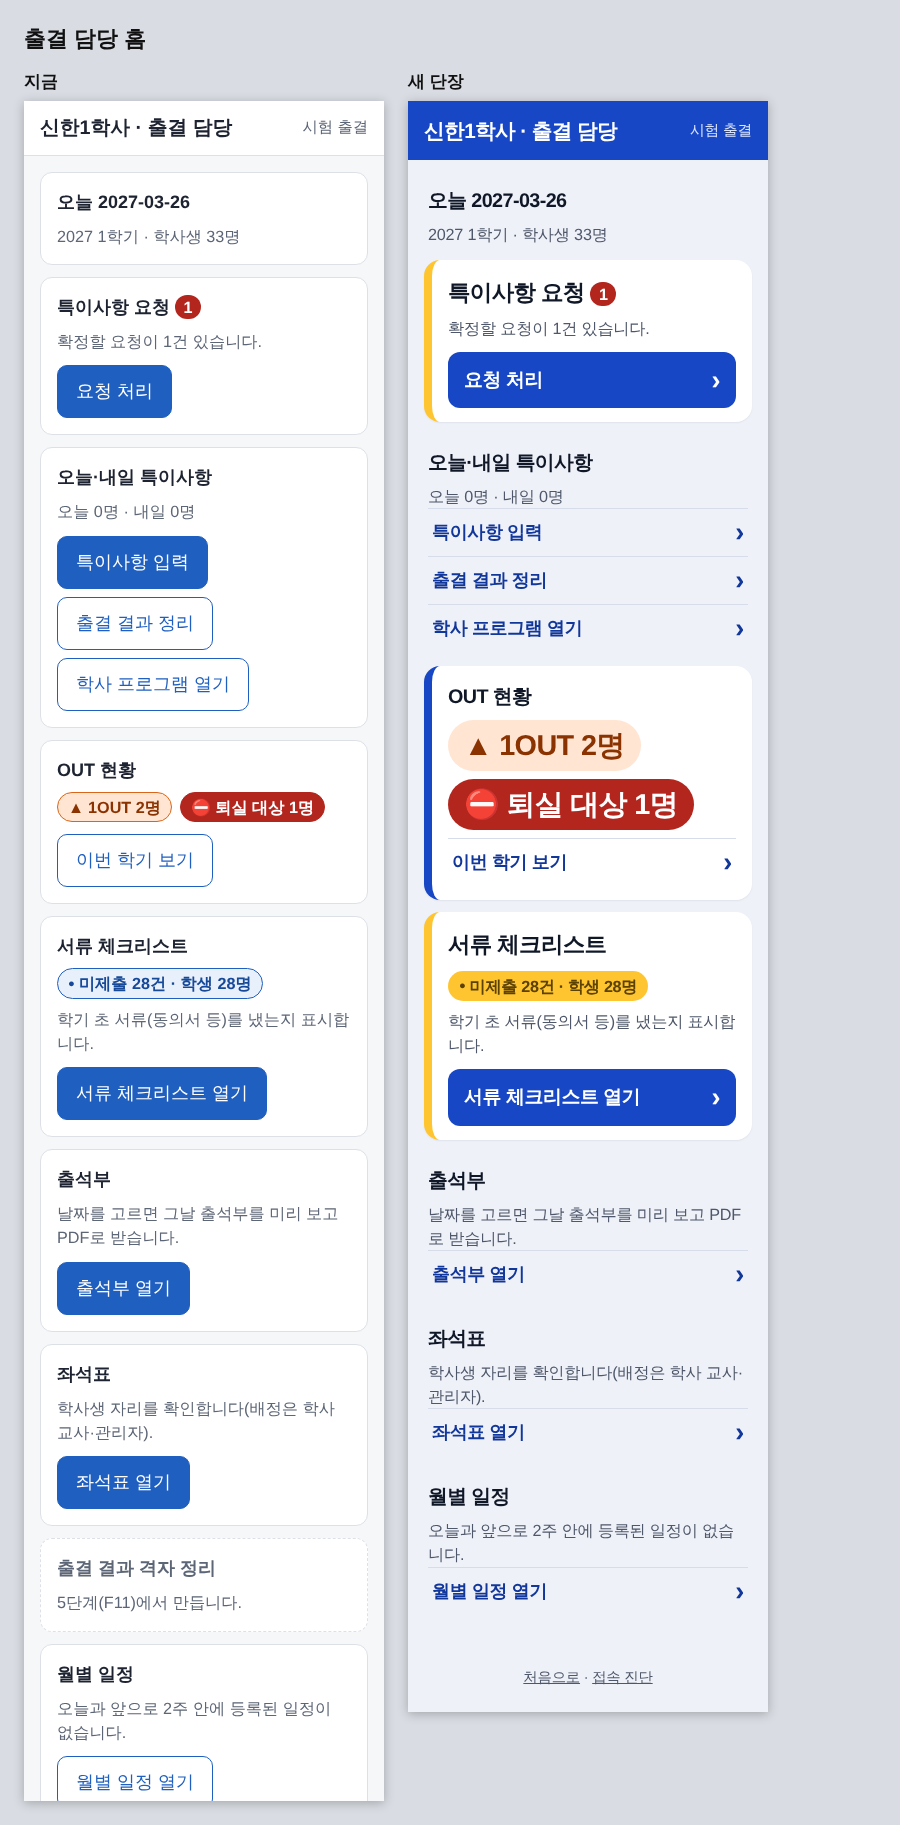 출결 담당 홈
지금
신한1학사 · 출결 담당
시험 출결
오늘 2027-03-26
2027 1학기 · 학사생 33명
특이사항 요청 1
확정할 요청이 1건 있습니다.
요청 처리
오늘·내일 특이사항
오늘 0명 · 내일 0명
특이사항 입력
출결 결과 정리
학사 프로그램 열기
OUT 현황
▲ 1OUT 2명
⛔ 퇴실 대상 1명
이번 학기 보기
서류 체크리스트
• 미제출 28건 · 학생 28명
학기 초 서류(동의서 등)를 냈는지 표시합
니다.
서류 체크리스트 열기
출석부
날짜를 고르면 그날 출석부를 미리 보고
PDF로 받습니다.
출석부 열기
좌석표
학사생 자리를 확인합니다(배정은 학사
교사·관리자).
좌석표 열기
출결 결과 격자 정리
5단계(F11)에서 만듭니다.
월별 일정
오늘과 앞으로 2주 안에 등록된 일정이
없습니다.
월별 일정 열기
새 단장
신한1학사 · 출결 담당
시험 출결
오늘 2027-03-26
2027 1학기 · 학사생 33명
특이사항 요청 1
확정할 요청이 1건 있습니다.
요청 처리 ›
오늘·내일 특이사항
오늘 0명 · 내일 0명
특이사항 입력 ›
출결 결과 정리 ›
학사 프로그램 열기 ›
OUT 현황
▲ 1OUT 2명
⛔ 퇴실 대상 1명
이번 학기 보기 ›
서류 체크리스트
• 미제출 28건 · 학생 28명
학기 초 서류(동의서 등)를 냈는지 표시합
니다.
서류 체크리스트 열기 ›
출석부
날짜를 고르면 그날 출석부를 미리 보고 PDF
로 받습니다.
출석부 열기 ›
좌석표
학사생 자리를 확인합니다(배정은 학사 교사·
관리자).
좌석표 열기 ›
월별 일정
오늘과 앞으로 2주 안에 등록된 일정이 없습
니다.
월별 일정 열기 ›
처음으로 · 접속 진단